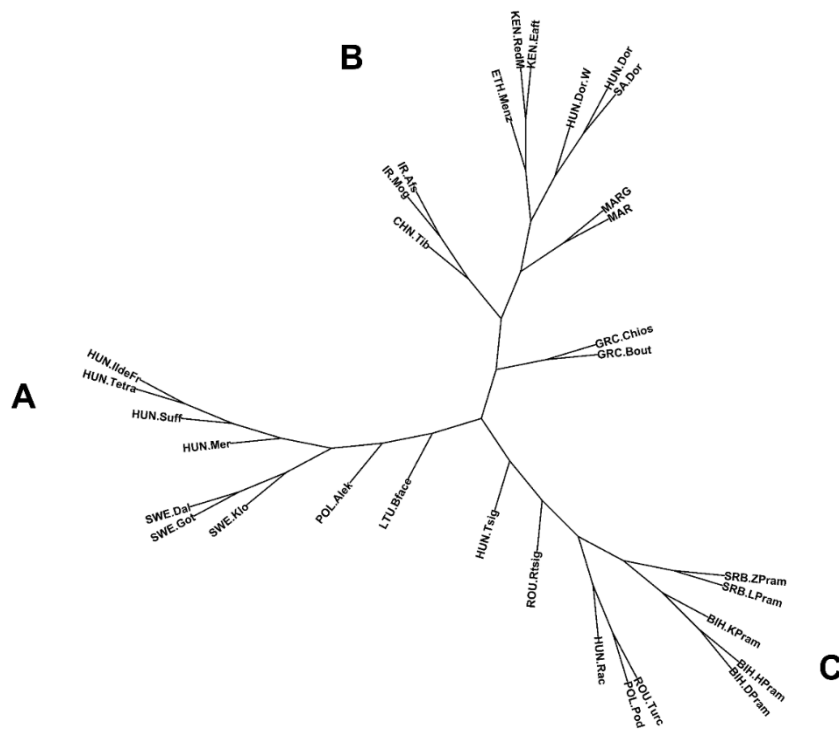 B
KEN.RedM
KEN.Eaft
ETH.Menz
HUN.Dor.W
HUN.Dor
SA.Dor
IR.Afs
IR.Mog
CHN.Tib
MARG
MAR
GRC.Chios
GRC.Bout
A
HUN.IldeFr
HUN.Tetra
HUN.Suff
HUN.Mer
SWE.Dal
SWE.Got
SWE.Klo
POL.Alek
LTU.Bface
HUN.Tsig
ROU.Rtsig
SRB.ZPram
SRB.LPram
BIH.KPram
BIH.HPram
BIH.DPram
C
HUN.Rac
POL.Pod
ROU.Turc